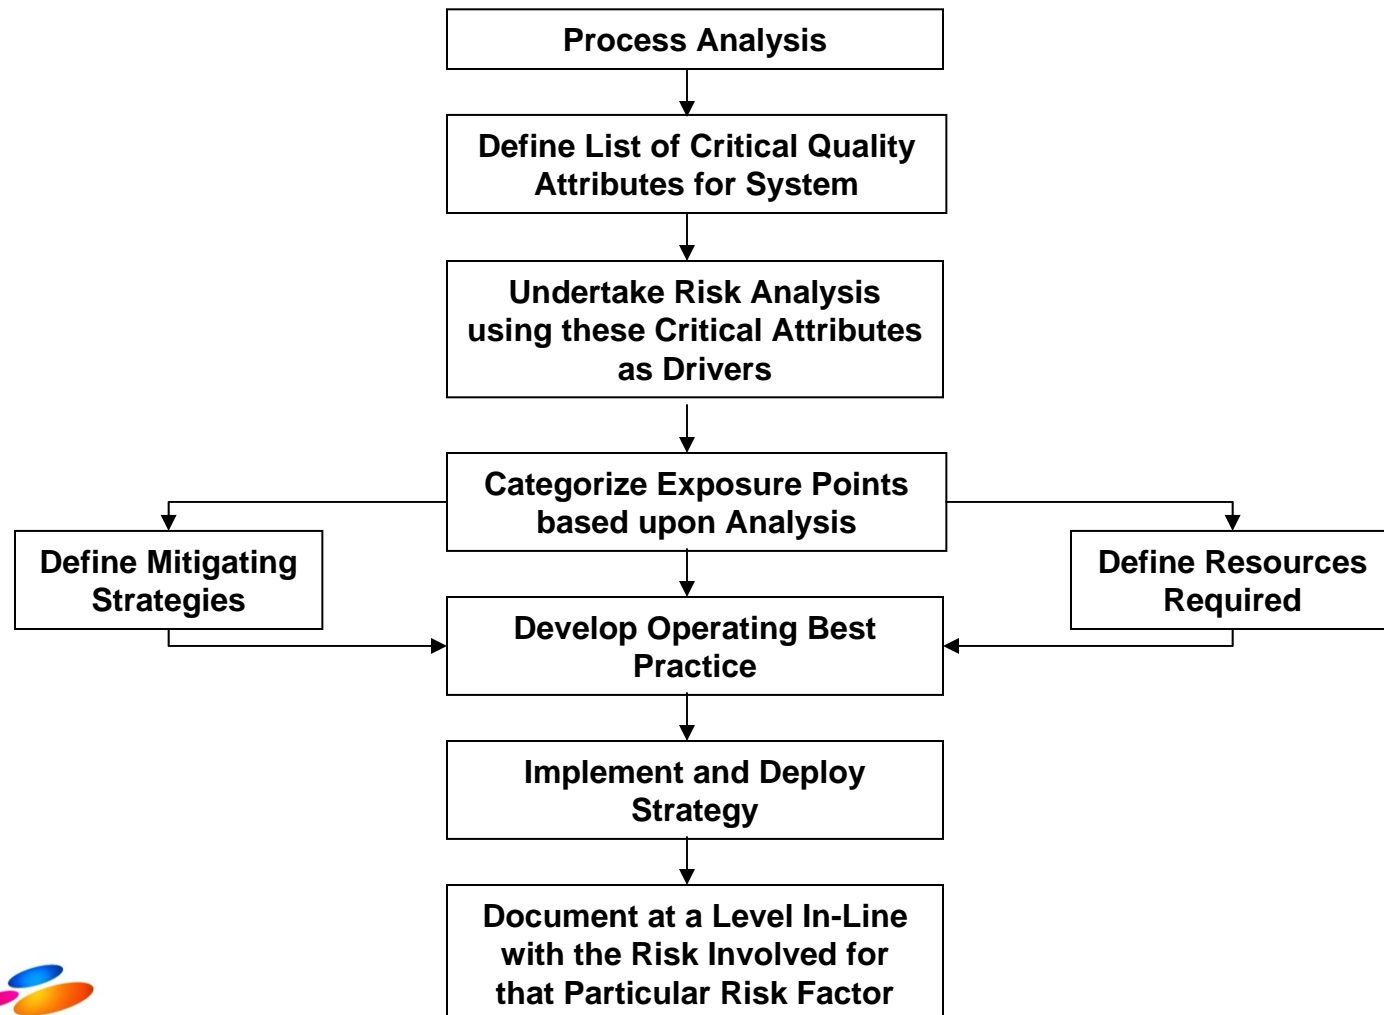 Process Analysis
Define List of Critical Quality
Attributes for System
Undertake Risk Analysis
using these Critical Attributes
as Drivers
Categorize Exposure Points
based upon Analysis
Define Mitigating
Strategies
Define Resources
Required
Develop Operating Best
Practice
Implement and Deploy
Strategy
Document at a Level In-Line
with the Risk Involved for
that Particular Risk Factor